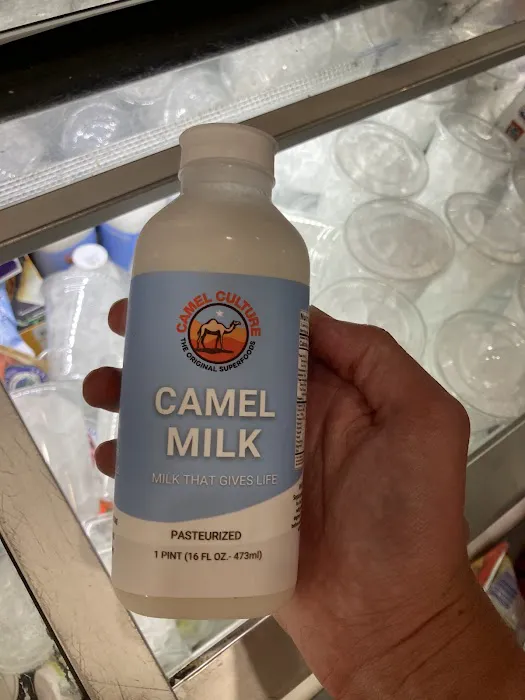 CAMEL CULTURE
THE ORIGINAL SUPERFOODS
CAMEL
MILK
MILK THAT GIVES LIFE
PASTEURIZED
1 PINT (16 FL OZ.- 473ml)